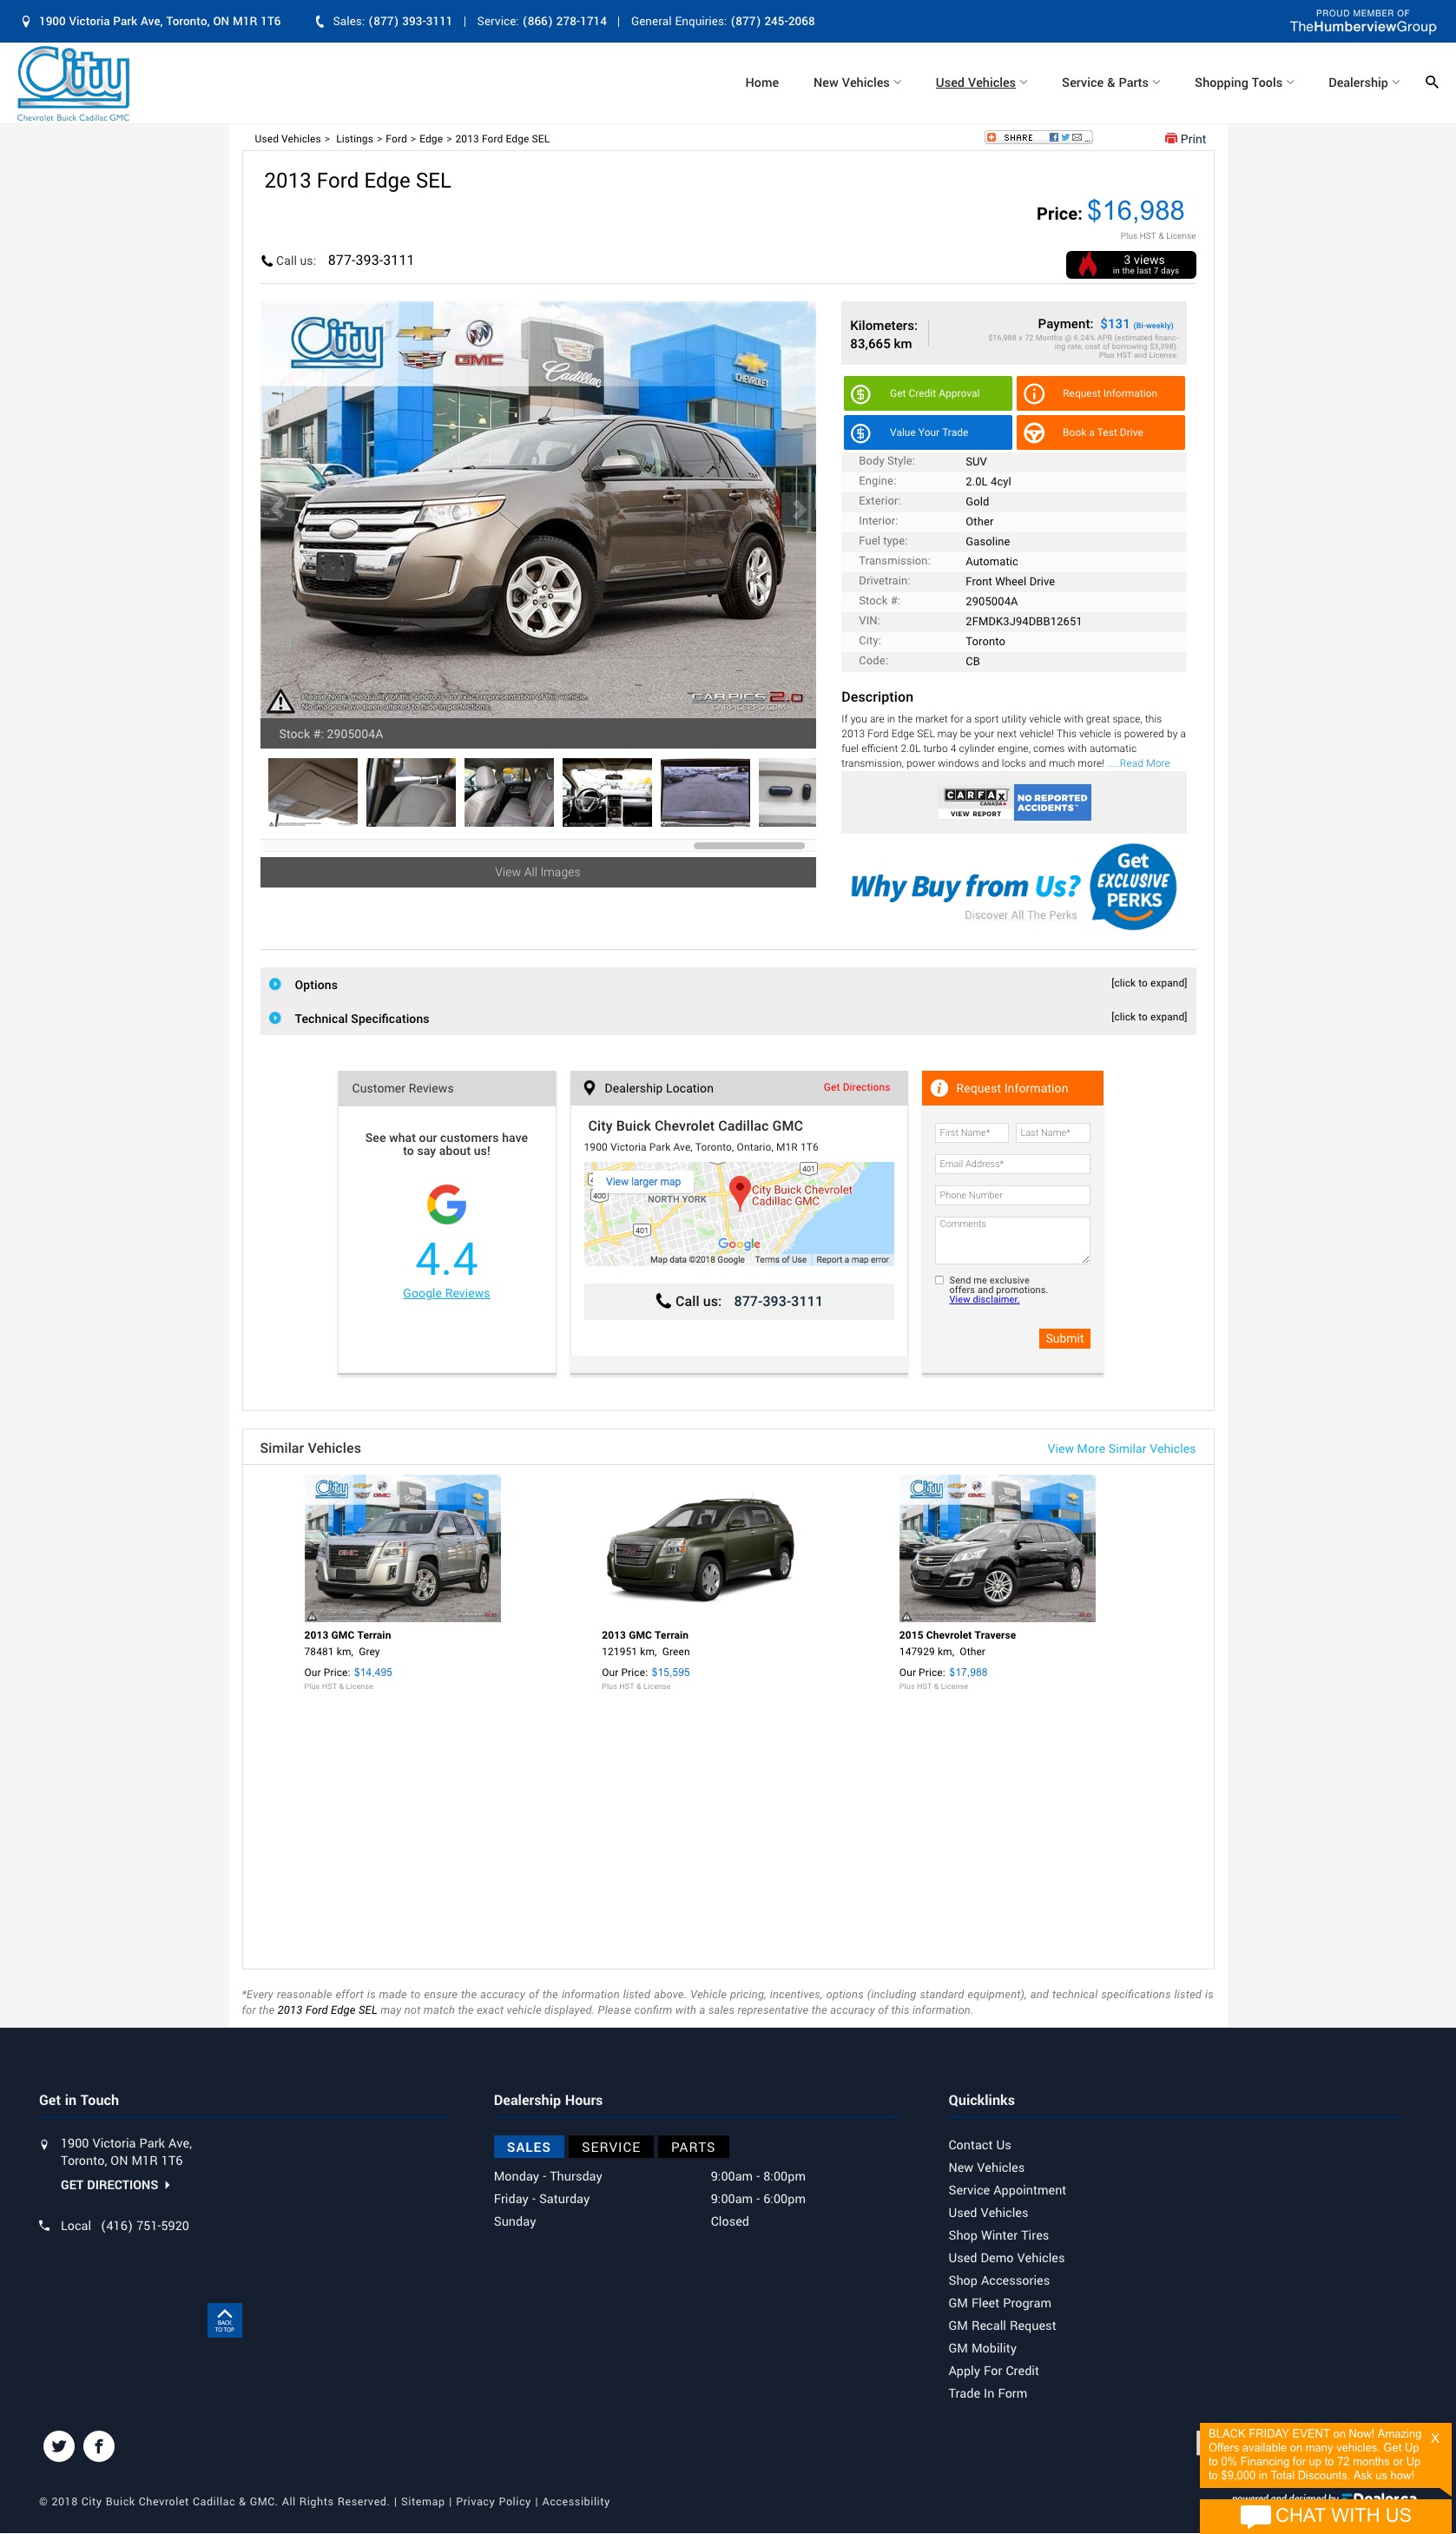 1900 Victoria Park Ave, Toronto, ON M1R 1T6
Sales: (877) 393-3111 | Service: (866) 278-1714 | General Enquiries: (877) 245-2068
PROUD MEMBER OF
TheHumberviewGroup
City
Chevrolet Buick Cadillac GMC
Home
New Vehicles
Used Vehicles
Service & Parts
Shopping Tools
Dealership
Used Vehicles > Listings > Ford > Edge > 2013 Ford Edge SEL
SHARE
Print
2013 Ford Edge SEL
Price: $16,988
Plus HST & License
Call us: 877-393-3111
3 views
in the last 7 days
City
GMC
Cadillac
CHEVROLET
Please Note: the quality of this photo is an exact representation of this vehicle.
No images have been altered to hide imperfections.
CARPICS 2.0
CARPICS2P0.COM
Stock #: 2905004A
View All Images
Kilometers:
83,665 km
Payment: $131 (Bi-weekly)
$16,988 x 72 Months @ 6.24% APR (estimated financ-
ing rate, cost of borrowing $3,398).
Plus HST and License.
Get Credit Approval
Request Information
Value Your Trade
Book a Test Drive
Body Style: SUV
Engine: 2.0L 4cyl
Exterior: Gold
Interior: Other
Fuel type: Gasoline
Transmission: Automatic
Drivetrain: Front Wheel Drive
Stock #: 2905004A
VIN: 2FMDK3J94DBB12651
City: Toronto
Code: CB
Description
If you are in the market for a sport utility vehicle with great space, this
2013 Ford Edge SEL may be your next vehicle! This vehicle is powered by a
fuel efficient 2.0L turbo 4 cylinder engine, comes with automatic
transmission, power windows and locks and much more! .....Read More
CARFAX
CANADA
VIEW REPORT
NO REPORTED
ACCIDENTS™
Why Buy from Us?
Discover All The Perks
Get
EXCLUSIVE
PERKS
Options [click to expand]
Technical Specifications [click to expand]
Customer Reviews
See what our customers have
to say about us!
G
4.4
Google Reviews
Dealership Location
Get Directions
City Buick Chevrolet Cadillac GMC
1900 Victoria Park Ave, Toronto, Ontario, M1R 1T6
View larger map
401
400
NORTH YORK
City Buick Chevrolet
Cadillac GMC
401
Google
Map data ©2018 Google Terms of Use Report a map error
Call us: 877-393-3111
Request Information
First Name*
Last Name*
Email Address*
Phone Number
Comments
Send me exclusive
offers and promotions.
View disclaimer.
Submit
Similar Vehicles
View More Similar Vehicles
2013 GMC Terrain
78481 km, Grey
Our Price: $14,495
Plus HST & License
2013 GMC Terrain
121951 km, Green
Our Price: $15,595
Plus HST & License
2015 Chevrolet Traverse
147929 km, Other
Our Price: $17,988
Plus HST & License
*Every reasonable effort is made to ensure the accuracy of the information listed above. Vehicle pricing, incentives, options (including standard equipment), and technical specifications listed is
for the 2013 Ford Edge SEL may not match the exact vehicle displayed. Please confirm with a sales representative the accuracy of this information.
Get in Touch
1900 Victoria Park Ave,
Toronto, ON M1R 1T6
GET DIRECTIONS
Local (416) 751-5920
BACK
TO TOP
Dealership Hours
SALES
SERVICE
PARTS
Monday - Thursday 9:00am - 8:00pm
Friday - Saturday 9:00am - 6:00pm
Sunday Closed
Quicklinks
Contact Us
New Vehicles
Service Appointment
Used Vehicles
Shop Winter Tires
Used Demo Vehicles
Shop Accessories
GM Fleet Program
GM Recall Request
GM Mobility
Apply For Credit
Trade In Form
BLACK FRIDAY EVENT on Now! Amazing
Offers available on many vehicles. Get Up
to 0% Financing for up to 72 months or Up
to $9,000 in Total Discounts. Ask us how!
X
powered and designed by
CHAT WITH US
© 2018 City Buick Chevrolet Cadillac & GMC. All Rights Reserved. | Sitemap | Privacy Policy | Accessibility